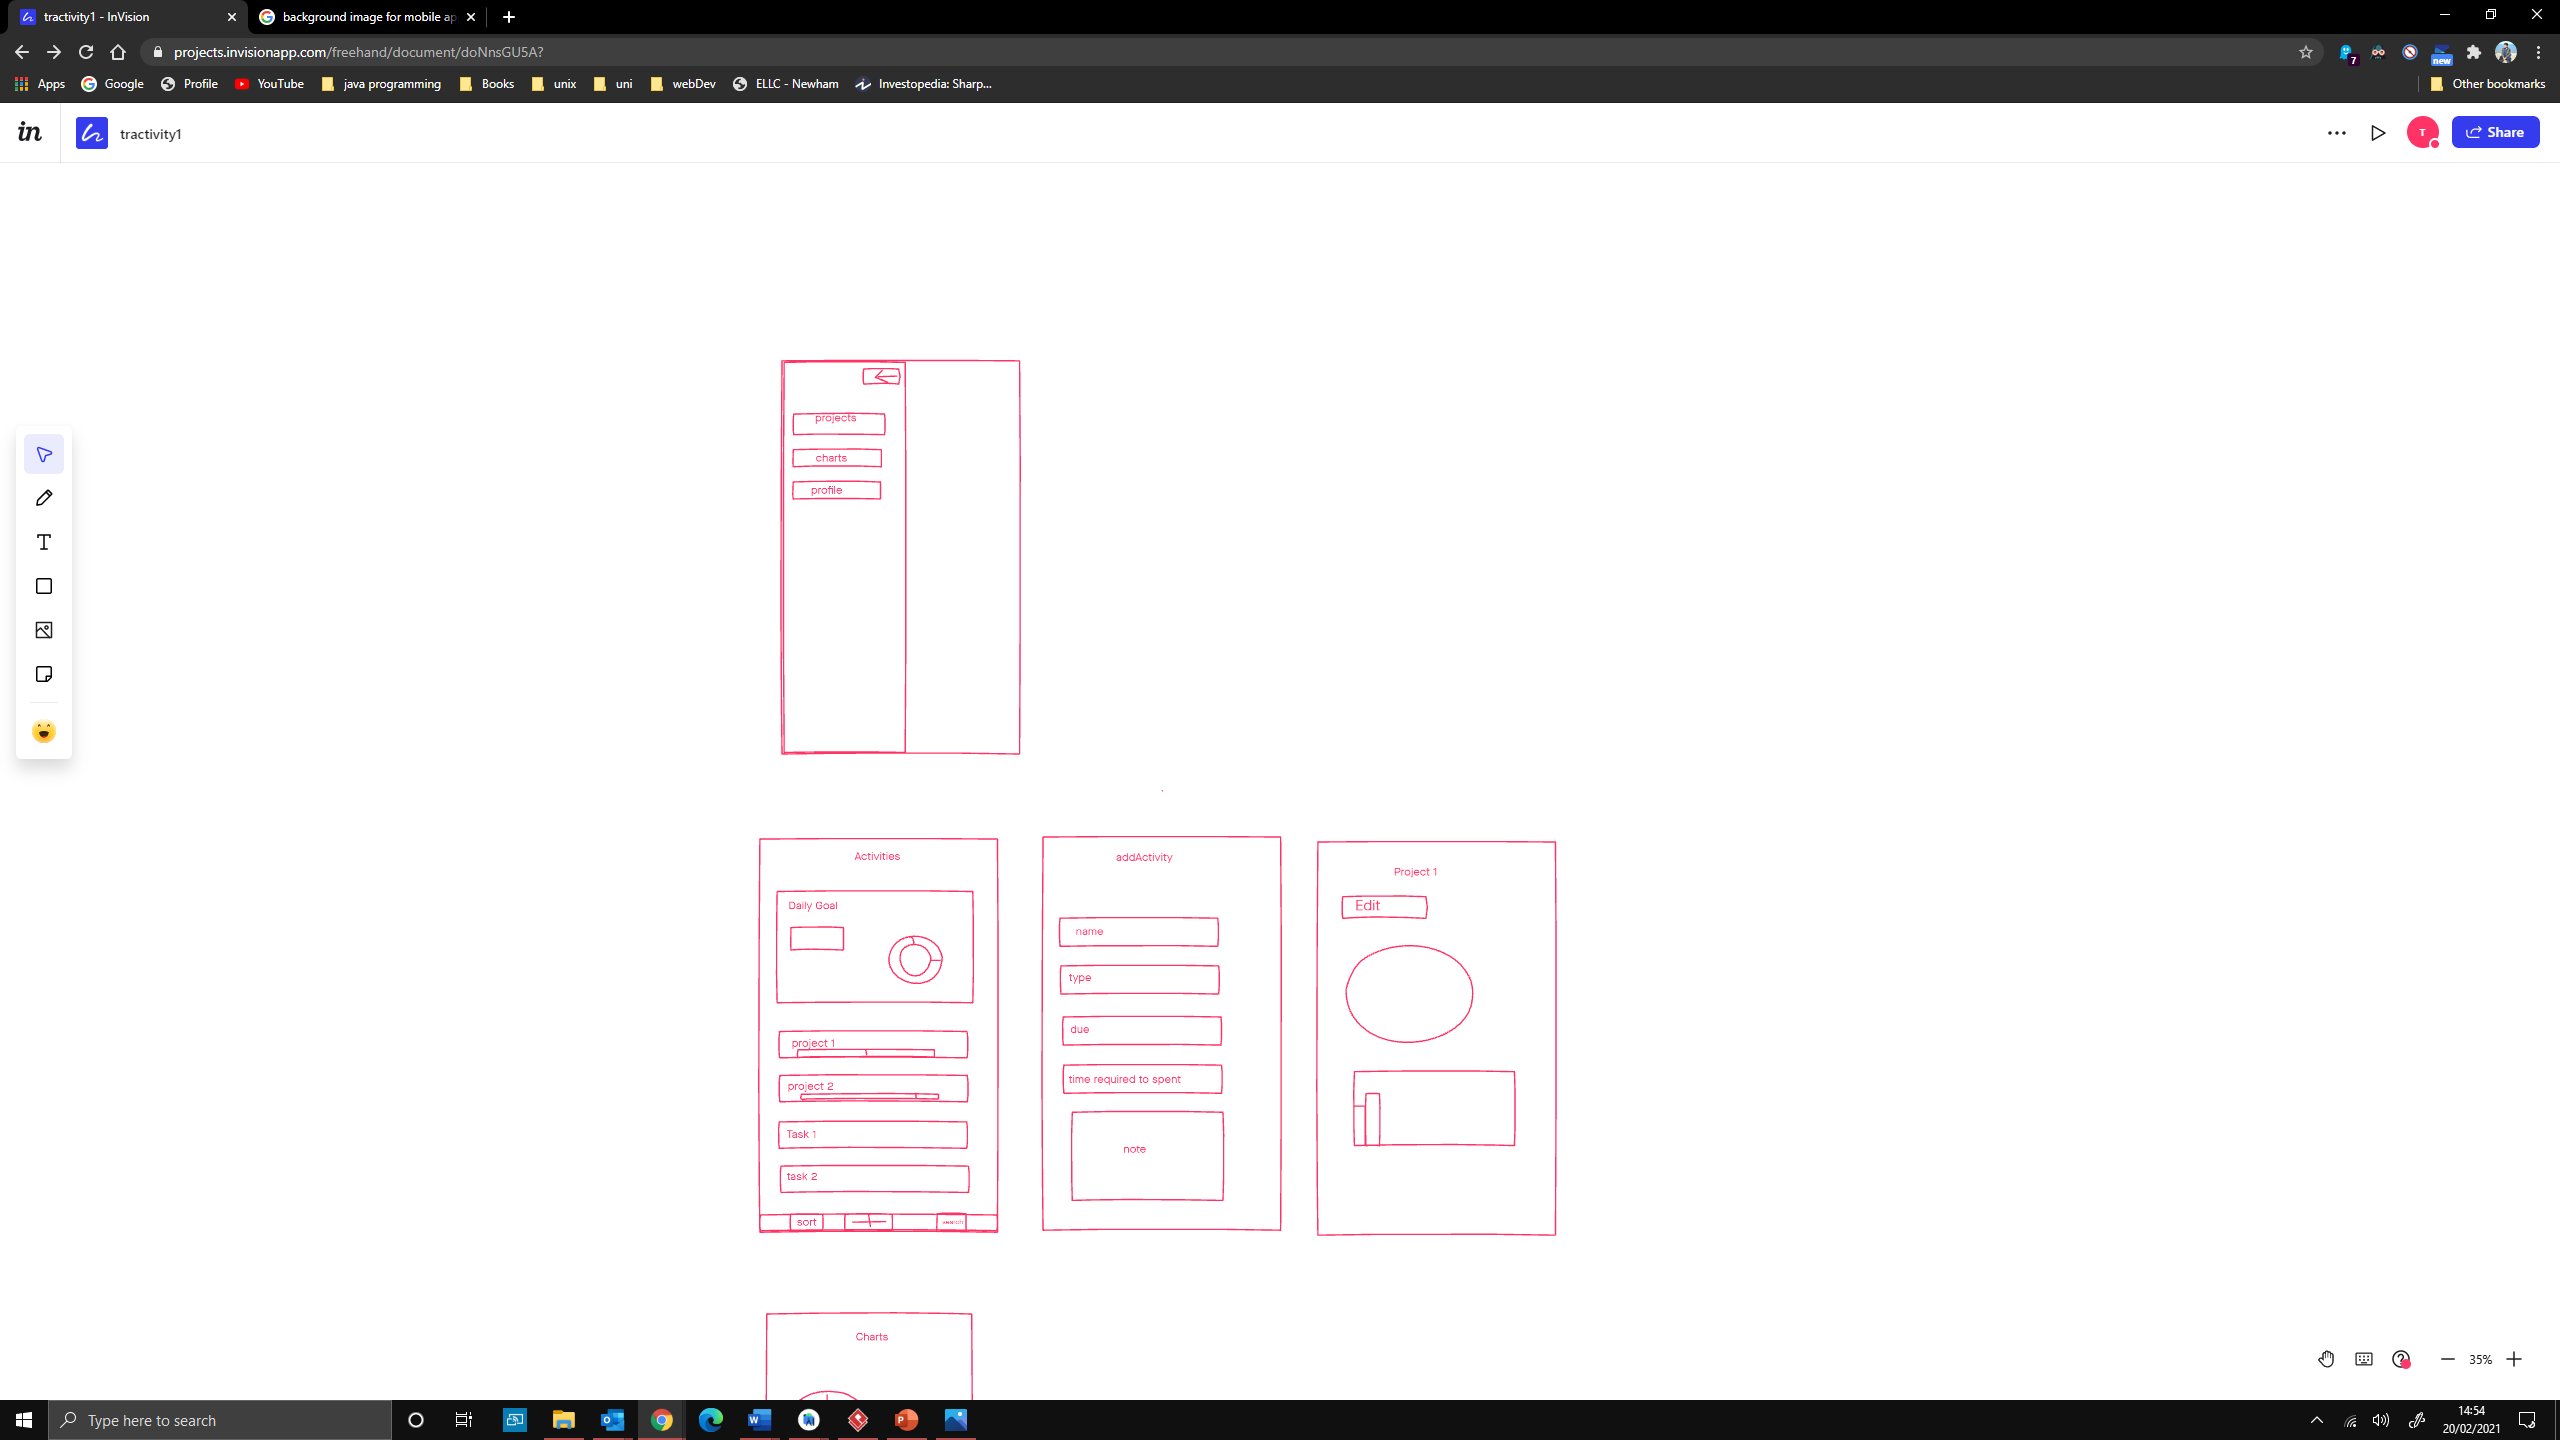 tractivity1 - InVision
background image for mobile ap
projects.invisionapp.com/freehand/document/doNnsGU5A?
7
new
Apps
Google
Profile
YouTube
java programming
Books
unix
uni
webDev
ELLC - Newham
Investopedia: Sharp...
Other bookmarks
in
tractivity1
T
Share
projects
charts
profile
T
Activities
Daily Goal
project 1
project 2
Task 1
task 2
sort
search
addActivity
name
type
due
time required to spent
note
Project 1
Edit
Charts
35%
Type here to search
14:54
20/02/2021